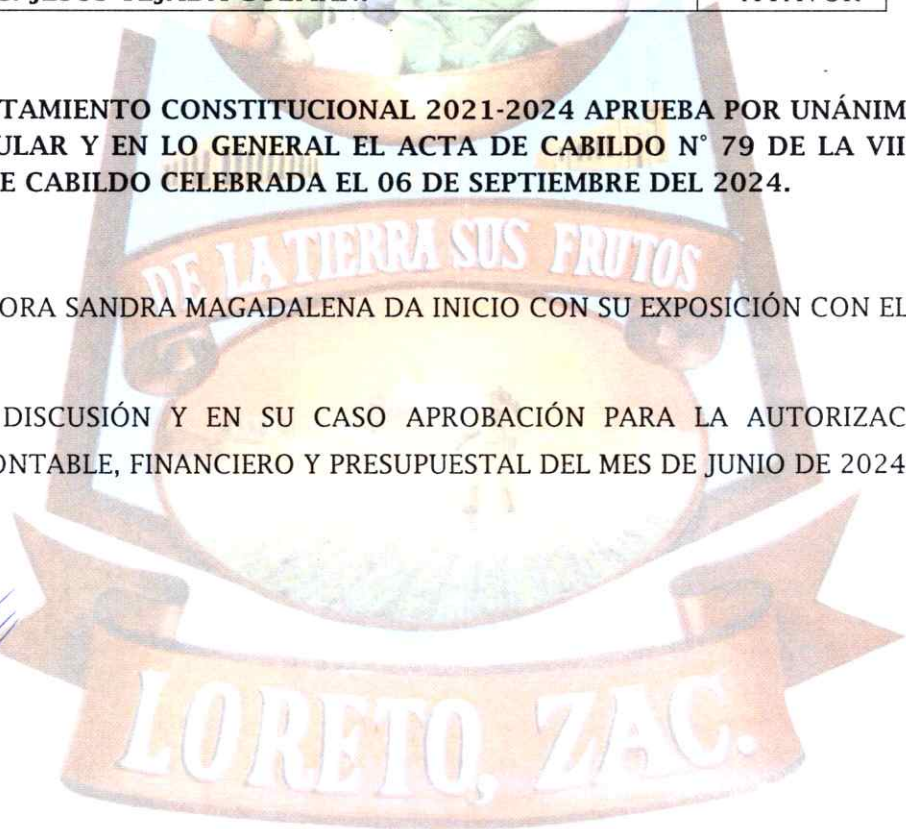 TAMIENTO CONSTITUCIONAL 2021-2024 APRUEBA POR UNÁNIM
ULAR Y EN LO GENERAL EL ACTA DE CABILDO N° 79 DE LA VII
E CABILDO CELEBRADA EL 06 DE SEPTIEMBRE DEL 2024.
DE LA TIERRA SUS FRUTOS
ORA SANDRA MAGADALENA DA INICIO CON SU EXPOSICIÓN CON EL
DISCUSIÓN Y EN SU CASO APROBACIÓN PARA LA AUTORIZAC
ONTABLE, FINANCIERO Y PRESUPUESTAL DEL MES DE JUNIO DE 2024
LORETO, ZAC.